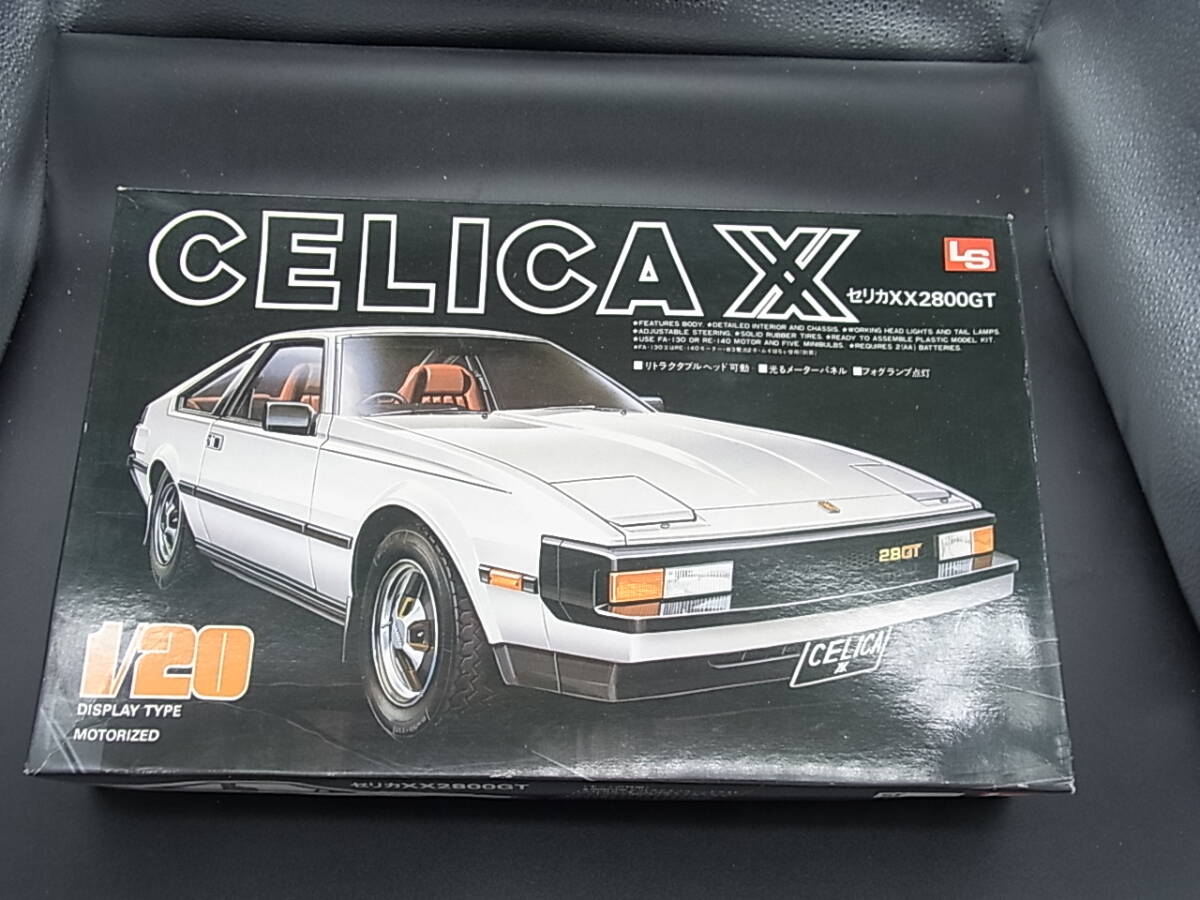 CELICA XX
LS
セリカXX2800GT
●FEATURES BODY. ●DETAILED INTERIOR AND CHASSIS. ●WORKING HEAD LIGHTS AND TAIL LAMPS.
●ADJUSTABLE STEERING. ●SOLID RUBBER TIRES. ●READY TO ASSEMBLE PLASTIC MODEL KIT.
●USE FA-130 OR RE-140 MOTOR AND FIVE MINIBULBS. ●REQUIRES 2(AA) BATTERIES.
■リトラクタブルヘッド可動 ■光るメーターパネル ■フォグランプ点灯
28GT
CELICA
XX
1/20
DISPLAY TYPE
MOTORIZED
セリカXX2800GT